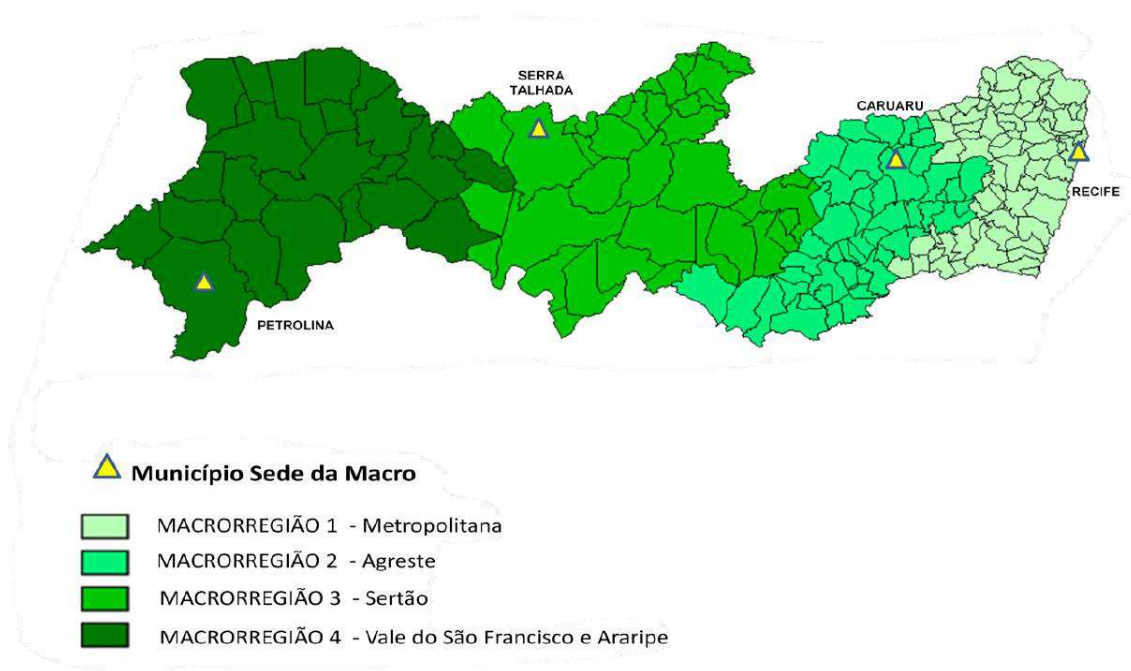 SERRA
TALHADA
CARUARU
RECIFE
PETROLINA
Município Sede da Macro
MACRORREGIÃO 1 - Metropolitana
MACRORREGIÃO 2 - Agreste
MACRORREGIÃO 3 - Sertão
MACRORREGIÃO 4 - Vale do São Francisco e Araripe